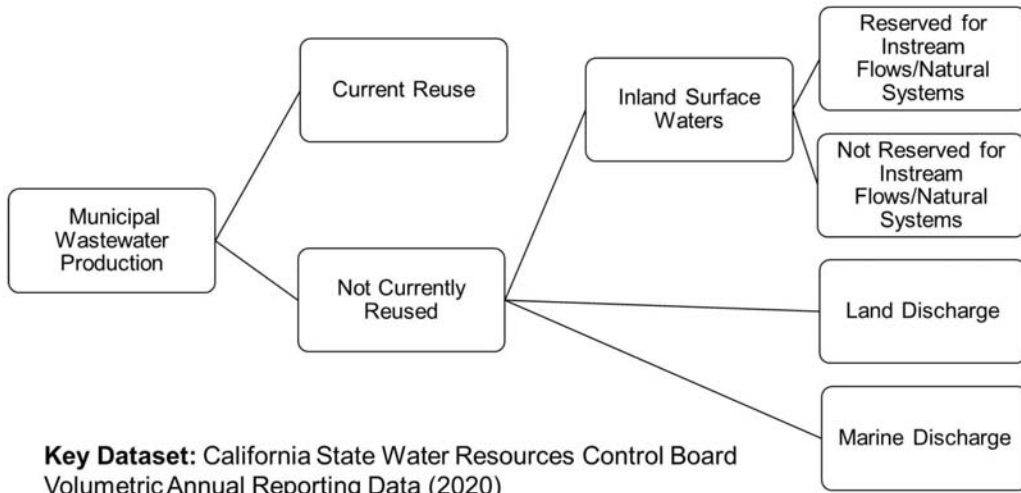 Municipal
Wastewater
Production
Current Reuse
Not Currently
Reused
Inland Surface
Waters
Reserved for
Instream
Flows/Natural
Systems
Not Reserved for
Instream
Flows/Natural
Systems
Land Discharge
Marine Discharge
Key Dataset: California State Water Resources Control Board
Volumetric Annual Reporting Data (2020)